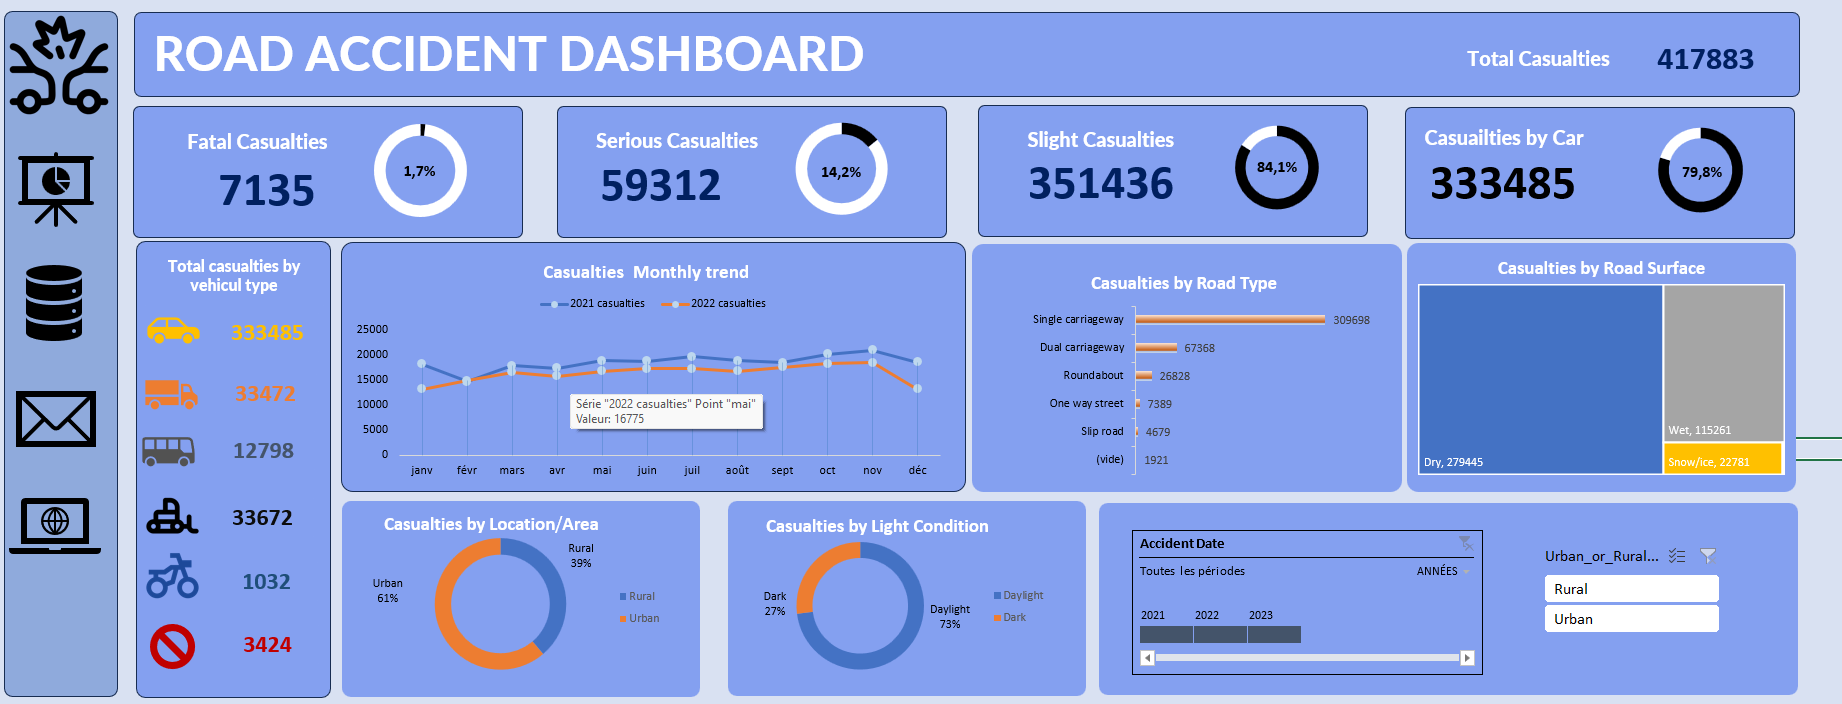 ROAD ACCIDENT DASHBOARD
Total Casualties
417883
Fatal Casualties
7135
1,7%
Serious Casualties
59312
14,2%
Slight Casualties
351436
84,1%
Casuailties by Car
333485
79,8%
Total casualties by
vehicul type
333485
33472
12798
33672
1032
3424
Casualties  Monthly trend
2021 casualties
2022 casualties
25000
20000
15000
10000
5000
0
janv
févr
mars
avr
mai
juin
juil
août
sept
oct
nov
déc
Série "2022 casualties" Point "mai"
Valeur: 16775
Casualties by Road Type
Single carriageway
309698
Dual carriageway
67368
Roundabout
26828
One way street
7389
Slip road
4679
(vide)
1921
Casualties by Road Surface
Dry, 279445
Wet, 115261
Snow/ice, 22781
Casualties by Location/Area
Rural
39%
Urban
61%
Rural
Urban
Casualties by Light Condition
Dark
27%
Daylight
73%
Daylight
Dark
Accident Date
Toutes les périodes
ANNÉES
2021
2022
2023
Urban_or_Rural...
Rural
Urban